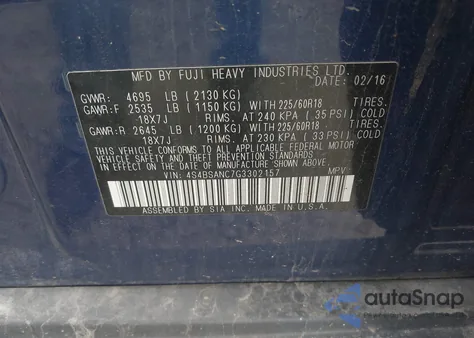 MFD. BY FUJI HEAVY INDUSTRIES LTD. 02/16
GVWR: 4695 LB (2130 KG)
GAWR:F 2535 LB (1150 KG) WITH 225/60R18 TIRES.
18X7J RIMS. AT 240 KPA ( 35 PSI) COLD
GAWR:R 2645 LB (1200 KG) WITH 225/60R18 TIRES.
18X7J RIMS. AT 230 KPA ( 33 PSI) COLD
THIS VEHICLE CONFORMS TO ALL APPLICABLE FEDERAL MOTOR
VEHICLE SAFETY AND THEFT PREVENTION STANDARDS
IN EFFECT ON THE DATE OF MANUFACTURE SHOWN ABOVE.
VIN: 4S4BSANC7G3302157 MPV
ASSEMBLED BY SIA INC. MADE IN U.S.A.
autoSnap